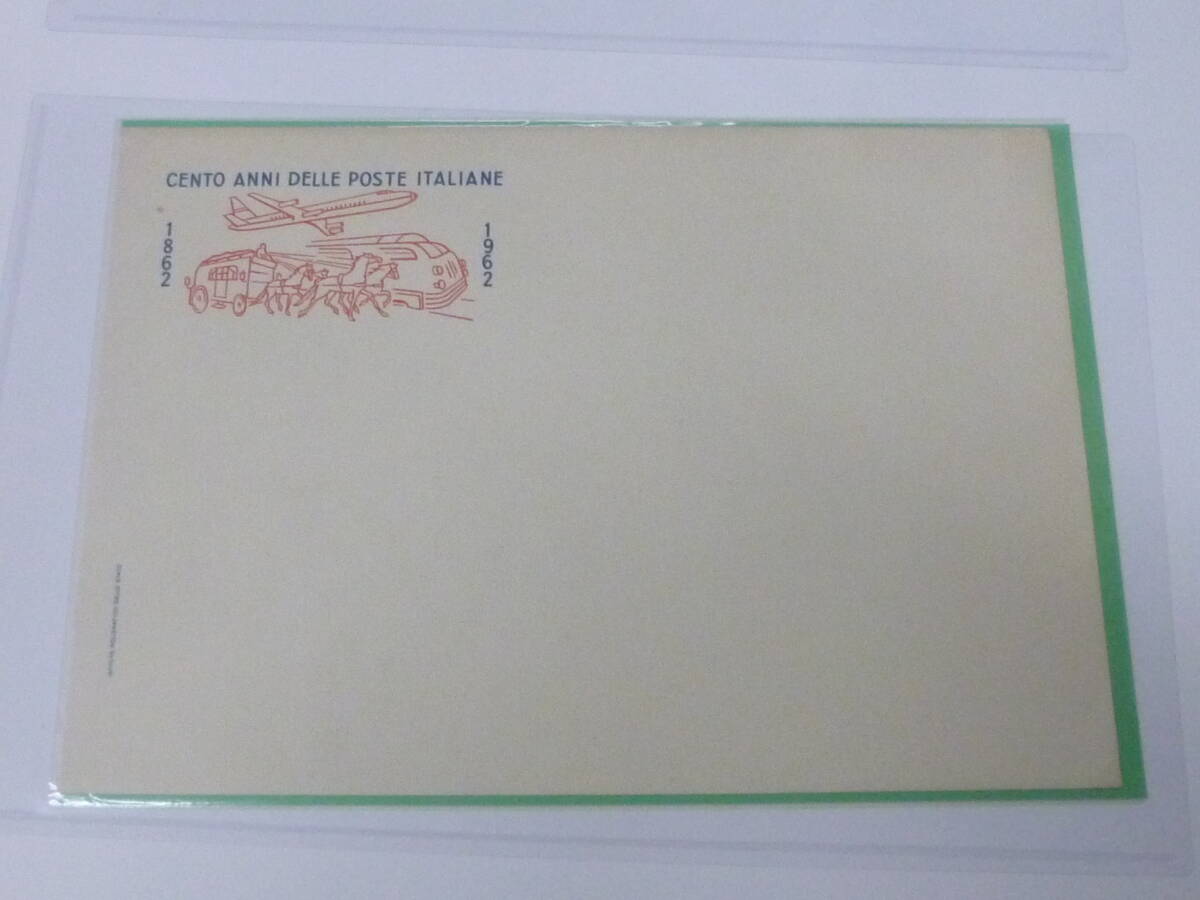 CENTO ANNI DELLE POSTE ITALIANE
1862
1962